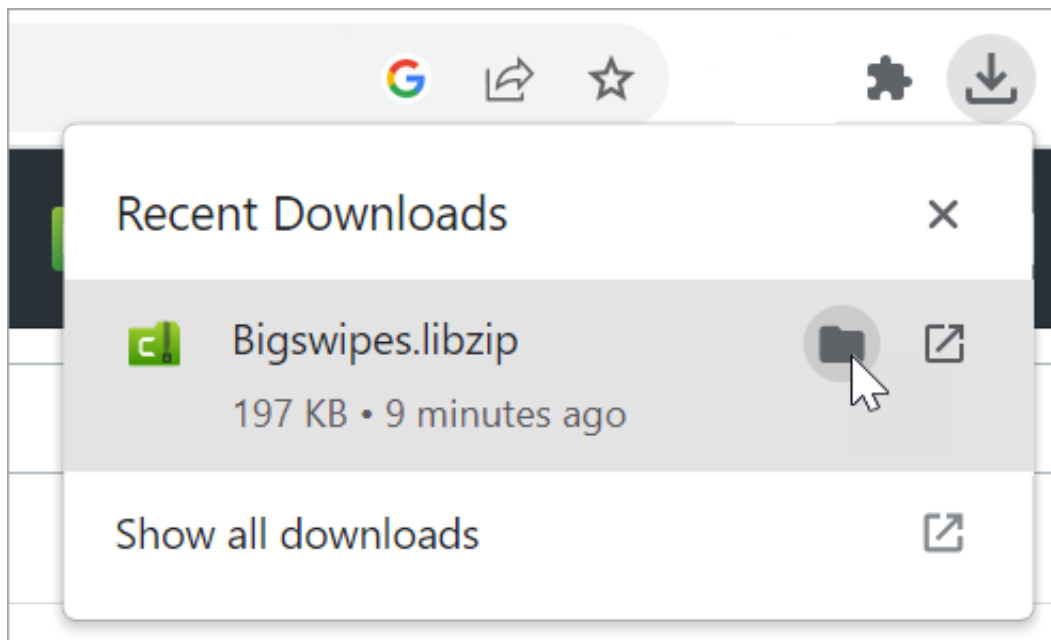 Recent Downloads
Bigswipes.libzip
197 KB • 9 minutes ago
Show all downloads